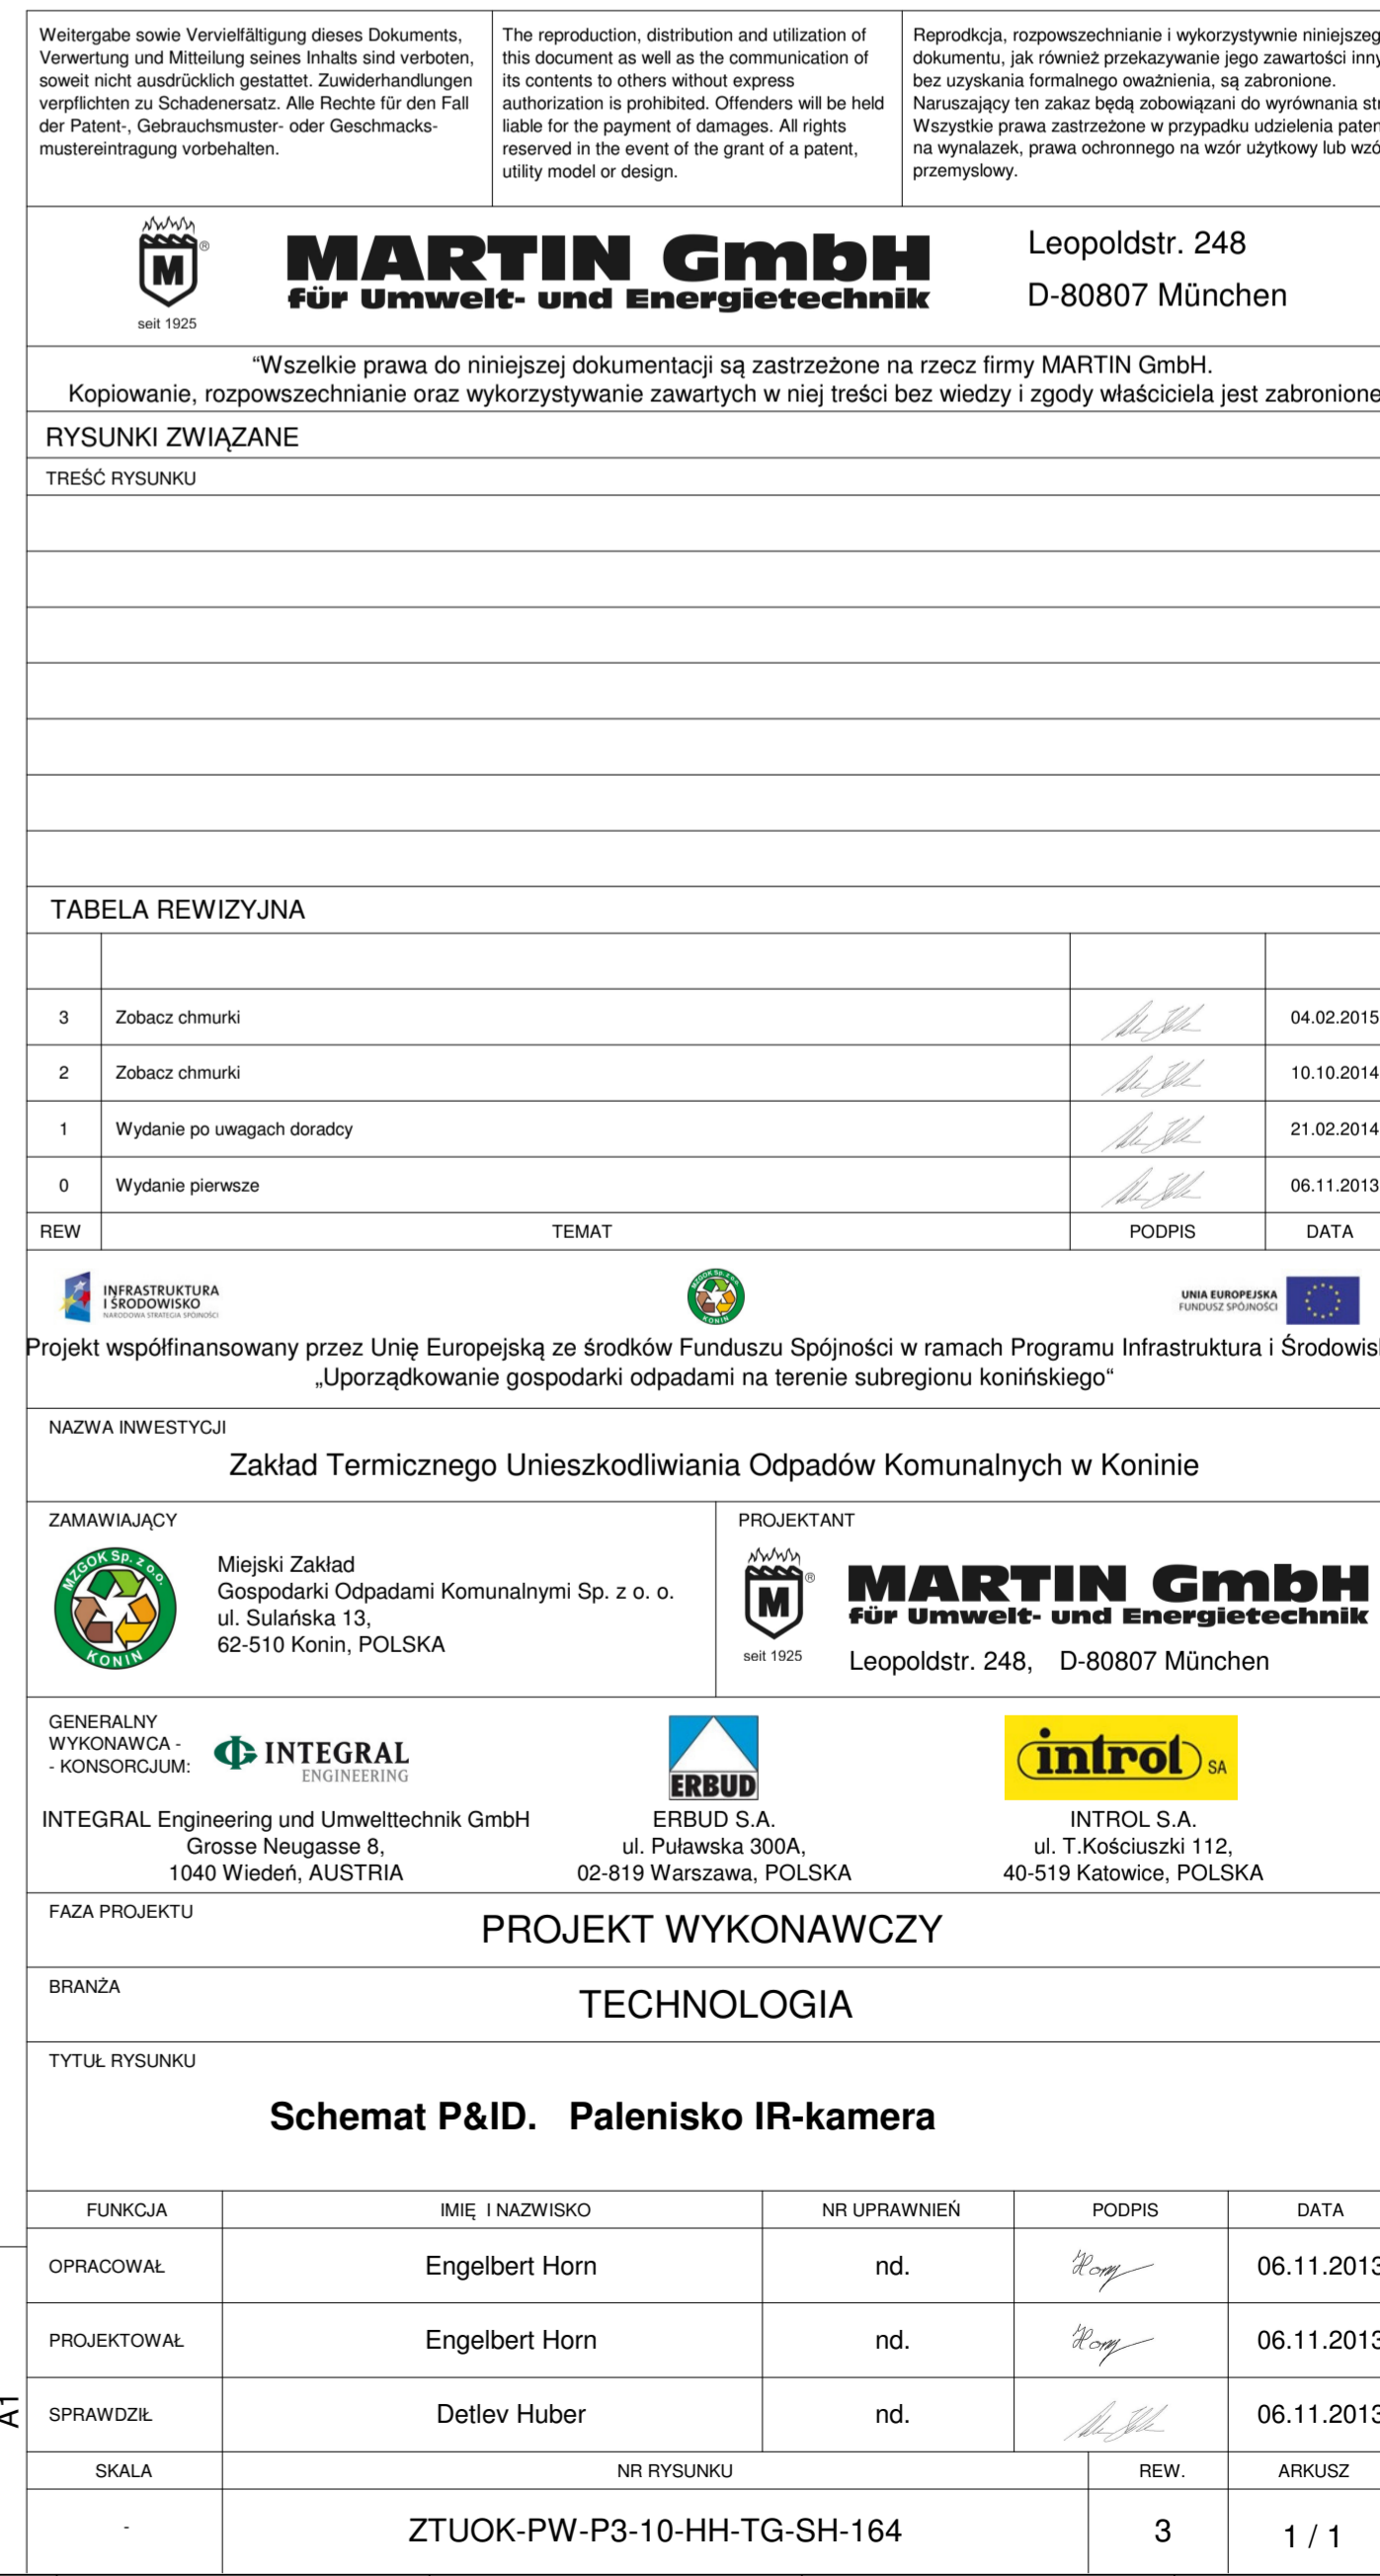 Weitergabe sowie Vervielfältigung dieses Dokuments,
Verwertung und Mitteilung seines Inhalts sind verboten,
soweit nicht ausdrücklich gestattet. Zuwiderhandlungen
verpflichten zu Schadenersatz. Alle Rechte für den Fall
der Patent-, Gebrauchsmuster- oder Geschmacks-
mustereintragung vorbehalten.
The reproduction, distribution and utilization of
this document as well as the communication of
its contents to others without express
authorization is prohibited. Offenders will be held
liable for the payment of damages. All rights
reserved in the event of the grant of a patent,
utility model or design.
Reprodkcja, rozpowszechnianie i wykorzystywnie niniejszeg
dokumentu, jak również przekazywanie jego zawartości inny
bez uzyskania formalnego oważnienia, są zabronione.
Naruszający ten zakaz będą zobowiązani do wyrównania str
Wszystkie prawa zastrzeżone w przypadku udzielenia paten
na wynalazek, prawa ochronnego na wzór użytkowy lub wzó
przemyslowy.
M ®
seit 1925
MARTIN GmbH
für Umwelt- und Energietechnik
Leopoldstr. 248
D-80807 München
“Wszelkie prawa do niniejszej dokumentacji są zastrzeżone na rzecz firmy MARTIN GmbH.
Kopiowanie, rozpowszechnianie oraz wykorzystywanie zawartych w niej treści bez wiedzy i zgody właściciela jest zabronione
RYSUNKI ZWIĄZANE
TREŚĆ RYSUNKU
TABELA REWIZYJNA
3 Zobacz chmurki 04.02.2015
2 Zobacz chmurki 10.10.2014
1 Wydanie po uwagach doradcy 21.02.2014
0 Wydanie pierwsze 06.11.2013
REW TEMAT PODPIS DATA
INFRASTRUKTURA
I ŚRODOWISKO
NARODOWA STRATEGIA SPÓJNOŚCI
MZGOK Sp. z o.o.
KONIN
UNIA EUROPEJSKA
FUNDUSZ SPÓJNOŚCI
Projekt współfinansowany przez Unię Europejską ze środków Funduszu Spójności w ramach Programu Infrastruktura i Środowisk
„Uporządkowanie gospodarki odpadami na terenie subregionu konińskiego“
NAZWA INWESTYCJI
Zakład Termicznego Unieszkodliwiania Odpadów Komunalnych w Koninie
ZAMAWIAJĄCY
MZGOK Sp. z o.o.
KONIN
Miejski Zakład
Gospodarki Odpadami Komunalnymi Sp. z o. o.
ul. Sulańska 13,
62-510 Konin, POLSKA
PROJEKTANT
M ®
seit 1925
MARTIN GmbH
für Umwelt- und Energietechnik
Leopoldstr. 248, D-80807 München
GENERALNY
WYKONAWCA -
- KONSORCJUM:
INTEGRAL
ENGINEERING
INTEGRAL Engineering und Umwelttechnik GmbH
Grosse Neugasse 8,
1040 Wiedeń, AUSTRIA
ERBUD
ERBUD S.A.
ul. Puławska 300A,
02-819 Warszawa, POLSKA
introl SA
INTROL S.A.
ul. T.Kościuszki 112,
40-519 Katowice, POLSKA
FAZA PROJEKTU
PROJEKT WYKONAWCZY
BRANŻA
TECHNOLOGIA
TYTUŁ RYSUNKU
Schemat P&ID. Palenisko IR-kamera
FUNKCJA IMIĘ I NAZWISKO NR UPRAWNIEŃ PODPIS DATA
OPRACOWAŁ Engelbert Horn nd. Horn 06.11.2013
PROJEKTOWAŁ Engelbert Horn nd. Horn 06.11.2013
SPRAWDZIŁ Detlev Huber nd. 06.11.2013
SKALA NR RYSUNKU REW. ARKUSZ
- ZTUOK-PW-P3-10-HH-TG-SH-164 3 1 / 1
A1